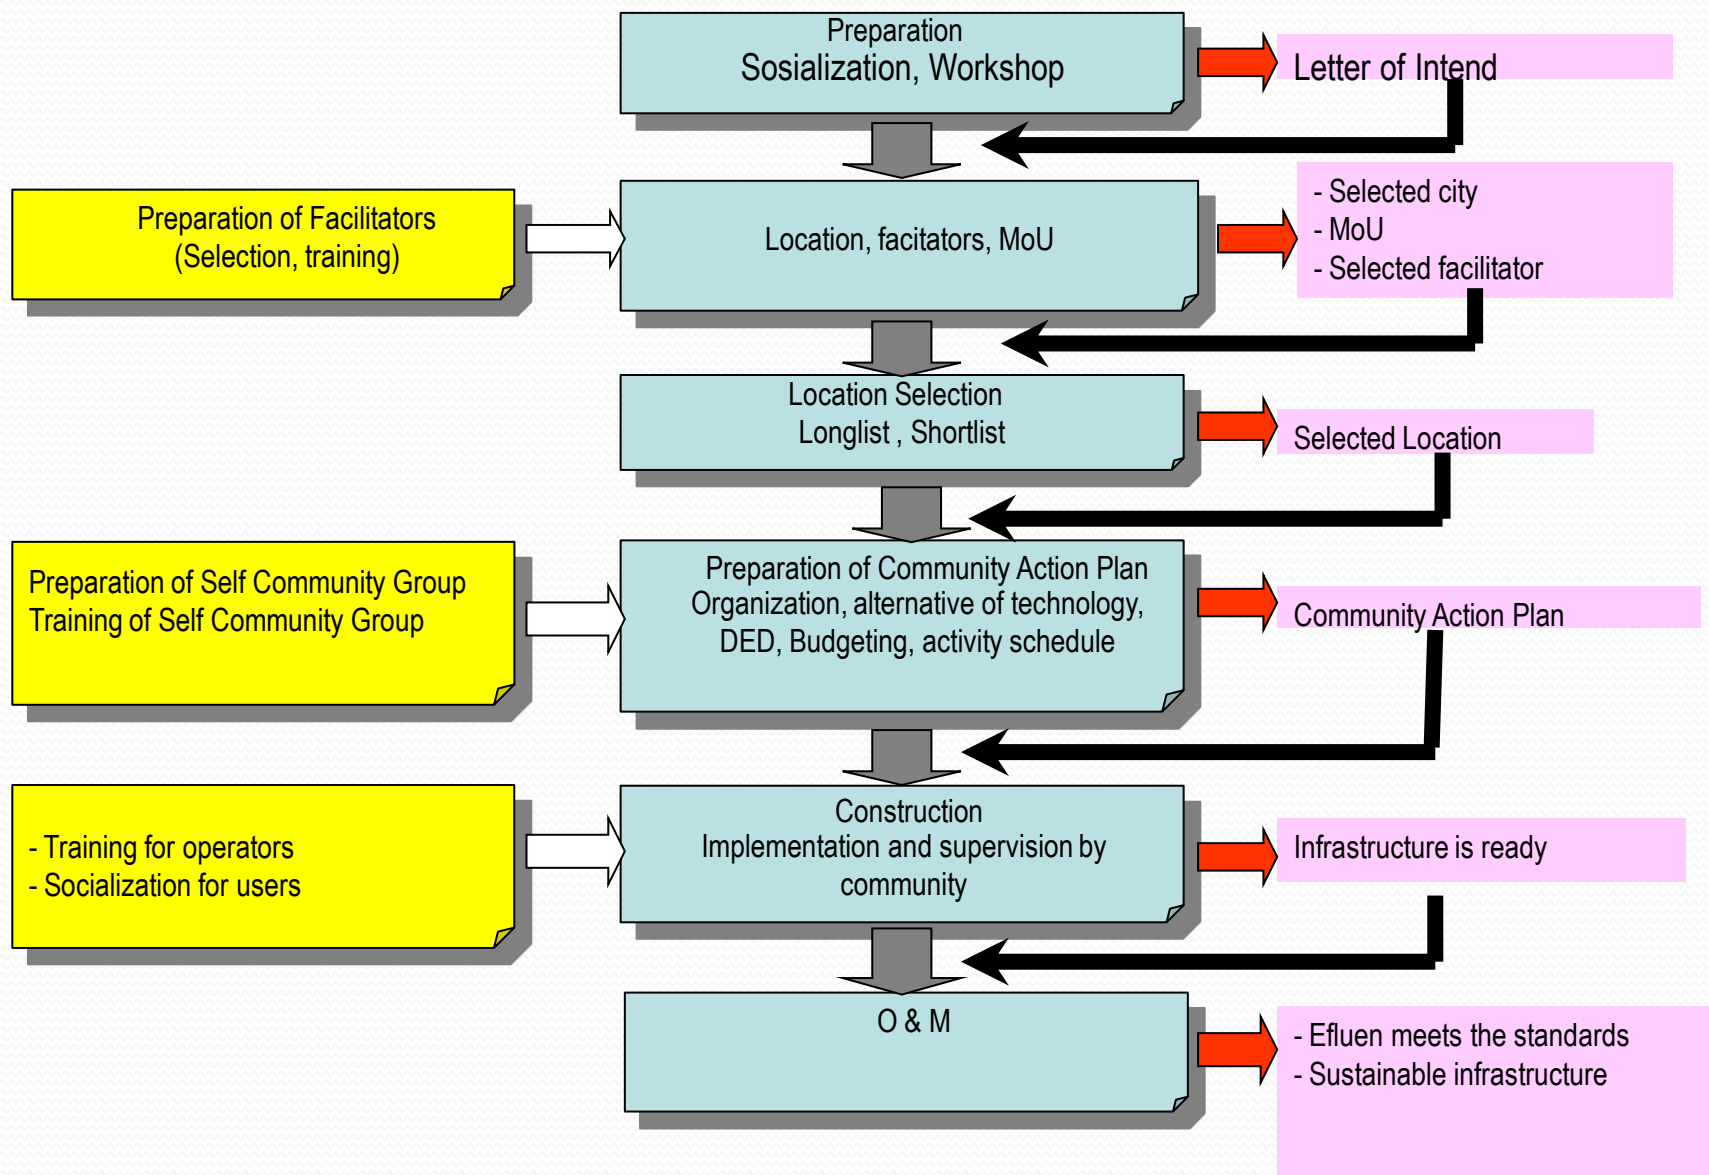 Preparation
Sosialization, Workshop
Letter of Intend
Preparation of Facilitators
(Selection, training)
Location, facitators, MoU
- Selected city
- MoU
- Selected facilitator
Location Selection
Longlist , Shortlist
Selected Location
Preparation of Self Community Group
Training of Self Community Group
Preparation of Community Action Plan
Organization, alternative of technology,
DED, Budgeting, activity schedule
Community Action Plan
- Training for operators
- Socialization for users
Construction
Implementation and supervision by
community
Infrastructure is ready
O & M
- Efluen meets the standards
- Sustainable infrastructure